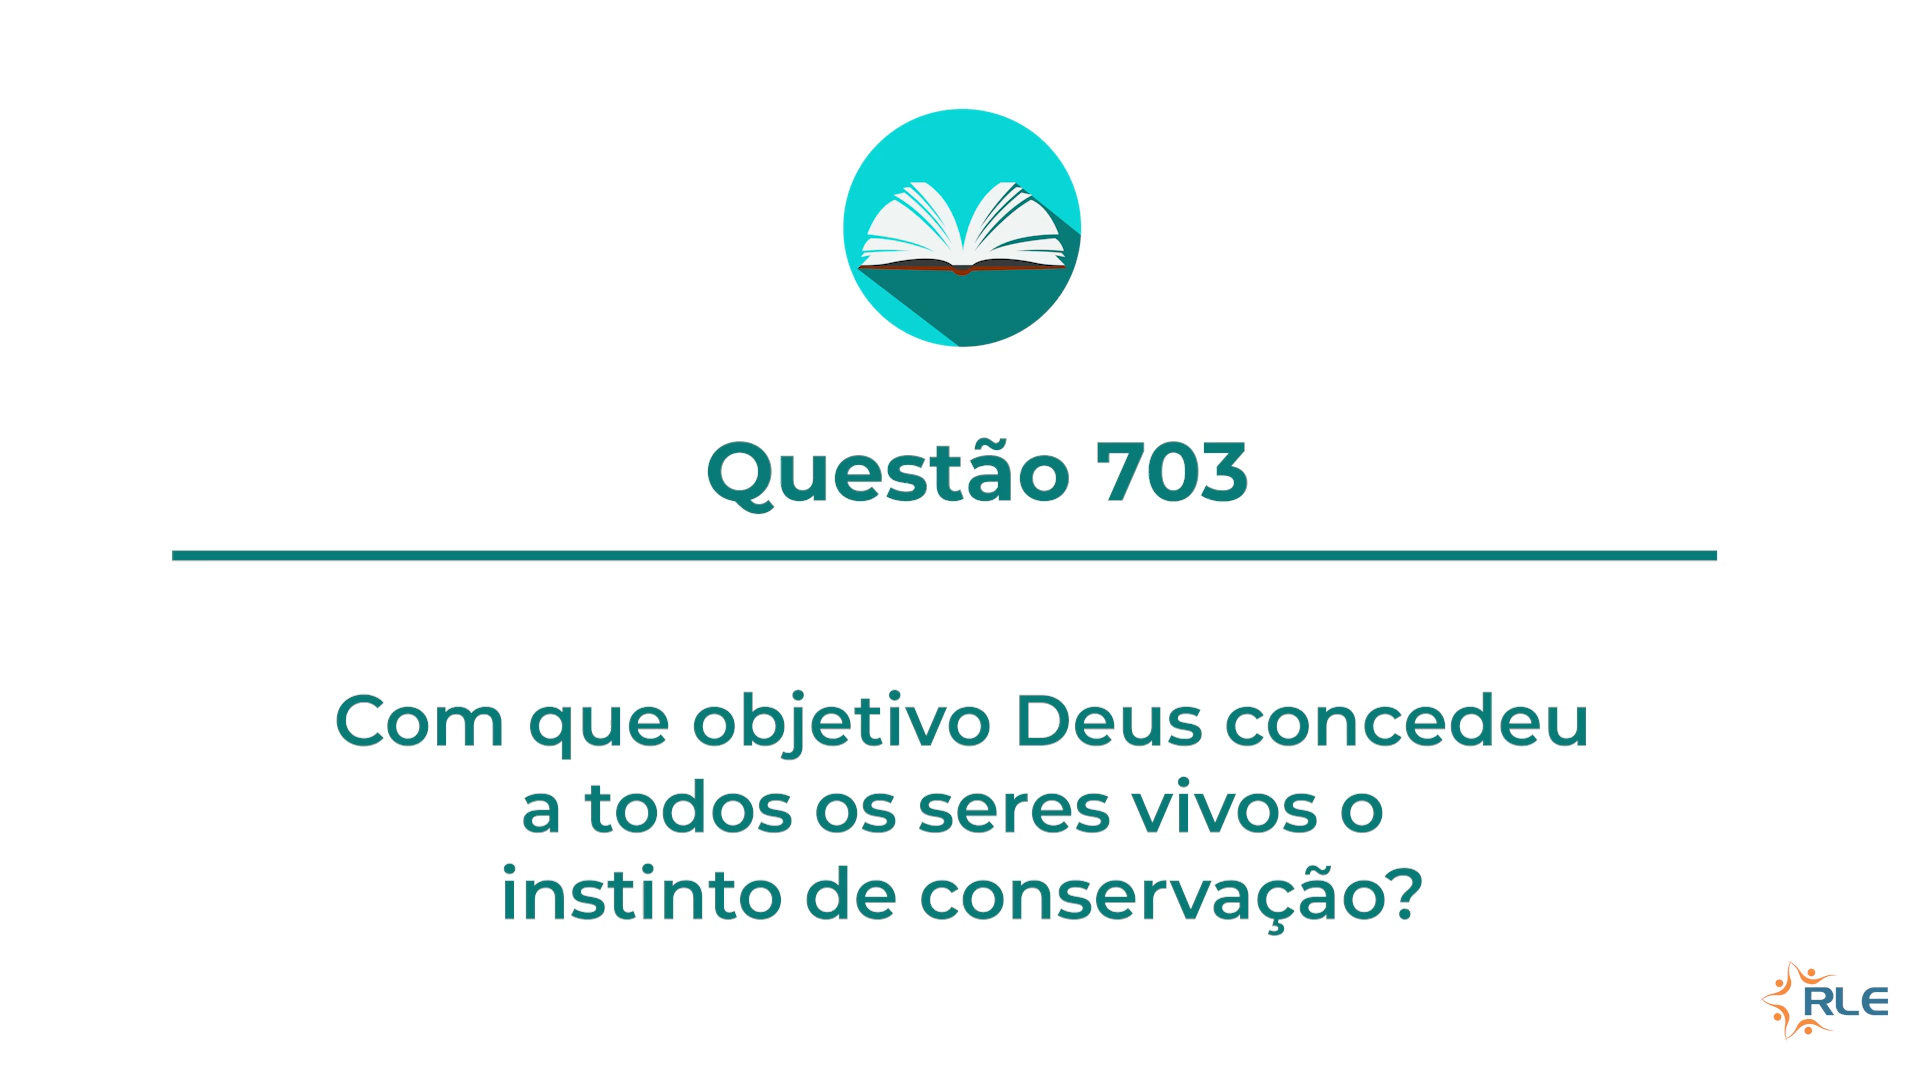 Questão 703
Com que objetivo Deus concedeu
a todos os seres vivos o
instinto de conservação?
RLE